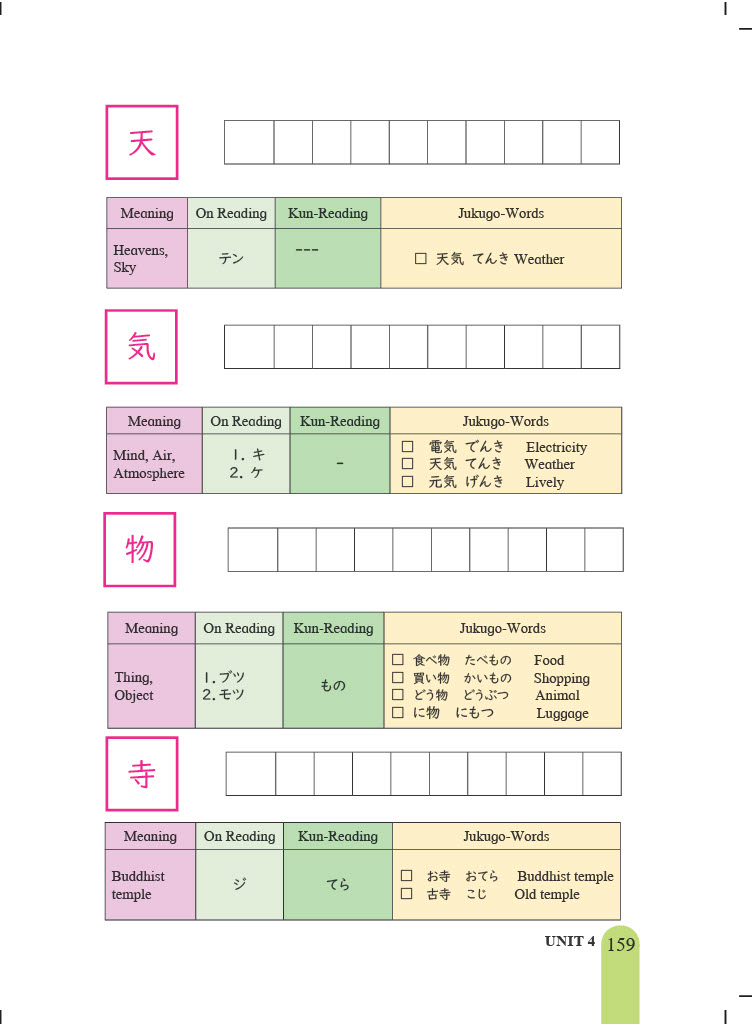 天
Meaning On Reading Kun-Reading Jukugo-Words
Heavens,
Sky
テン
---
□ 天気 てんき Weather
気
Meaning On Reading Kun-Reading Jukugo-Words
Mind, Air,
Atmosphere
1. キ
2. ケ
-
□ 電気 でんき Electricity
□ 天気 てんき Weather
□ 元気 げんき Lively
物
Meaning On Reading Kun-Reading Jukugo-Words
Thing,
Object
1. ブツ
2. モツ
もの
□ 食べ物 たべもの Food
□ 買い物 かいもの Shopping
□ どう物 どうぶつ Animal
□ に物 にもつ Luggage
寺
Meaning On Reading Kun-Reading Jukugo-Words
Buddhist
temple
ジ
てら
□ お寺 おてら Buddhist temple
□ 古寺 こじ Old temple
UNIT 4 159